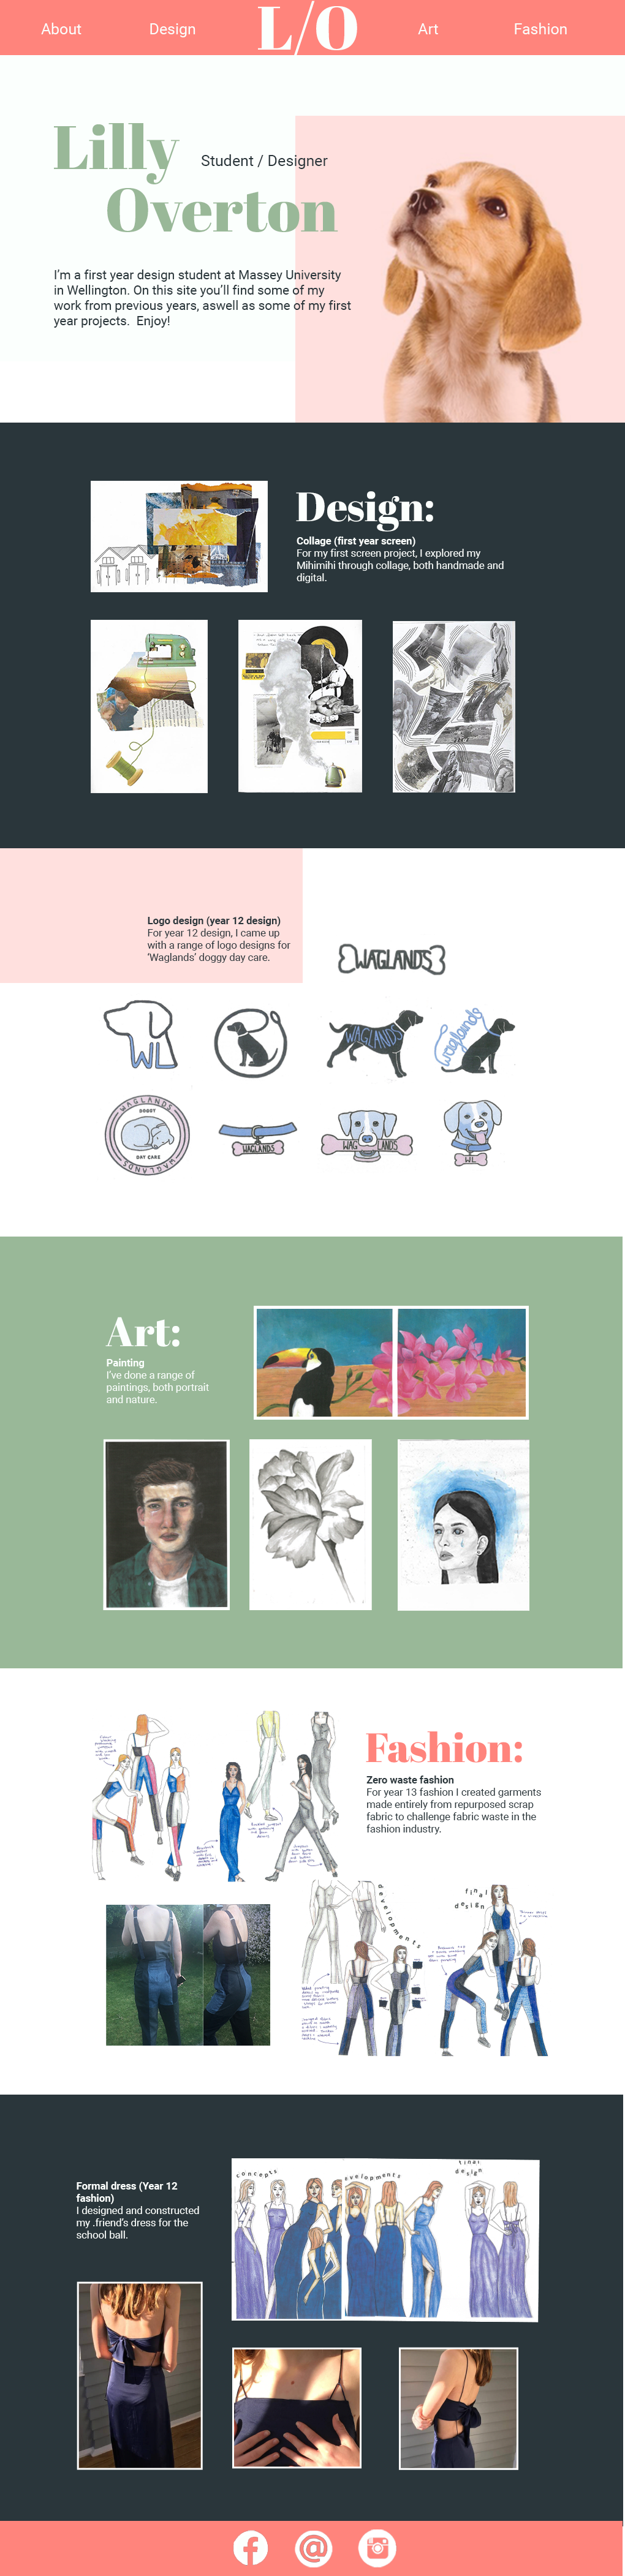 About Design L/O Art Fashion
Lilly
Student / Designer
Overton
I'm a first year design student at Massey University
in Wellington. On this site you'll find some of my
work from previous years, aswell as some of my first
year projects.  Enjoy!
Design:
Collage (first year screen)
For my first screen project, I explored my
Mihimihi through collage, both handmade and
digital.
Logo design (year 12 design)
For year 12 design, I came up
with a range of logo designs for
'Waglands' doggy day care.
WAGLANDS
WL
WAGLANDS
waglands
WAGLANDS
DOGGY
DAY CARE
WAGLANDS
WAGLANDS
WAG LANDS
WL
Art:
Painting
I've done a range of
paintings, both portrait
and nature.
Fashion:
Zero waste fashion
For year 13 fashion I created garments
made entirely from repurposed scrap
fabric to challenge fabric waste in the
fashion industry.
developments
final
design
Formal dress (Year 12
fashion)
I designed and constructed
my .friend's dress for the
school ball.
concepts
evelopments
final
design
@